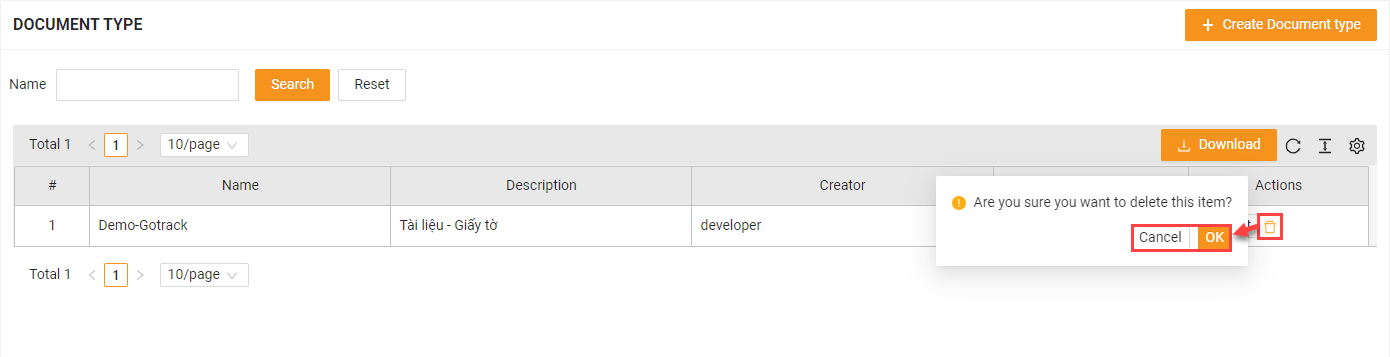 DOCUMENT TYPE
+ Create Document type
Name
Search
Reset
Total 1
1
10/page
Download
# Name Description Creator Actions
Are you sure you want to delete this item?
1 Demo-Gotrack Tài liệu - Giấy tờ developer
Cancel
OK
Total 1
1
10/page